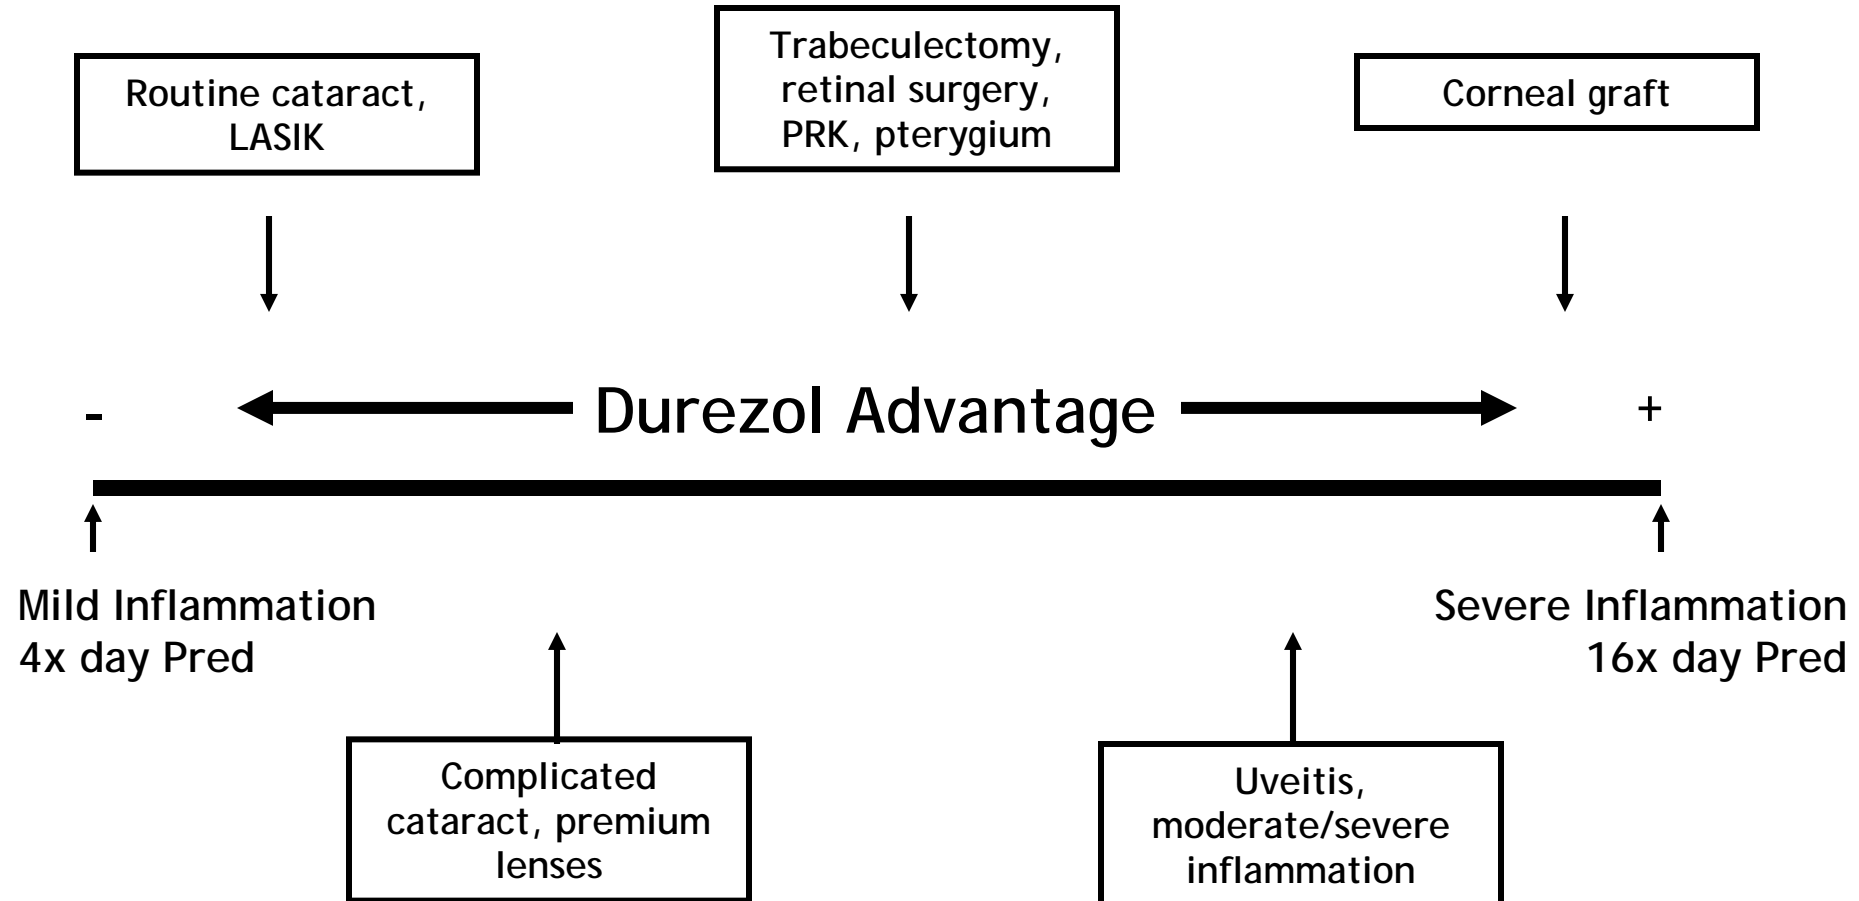 Routine cataract,
LASIK
Trabeculectomy,
retinal surgery,
PRK, pterygium
Corneal graft
- Durezol Advantage +
Mild Inflammation
4x day Pred
Severe Inflammation
16x day Pred
Complicated
cataract, premium
lenses
Uveitis,
moderate/severe
inflammation